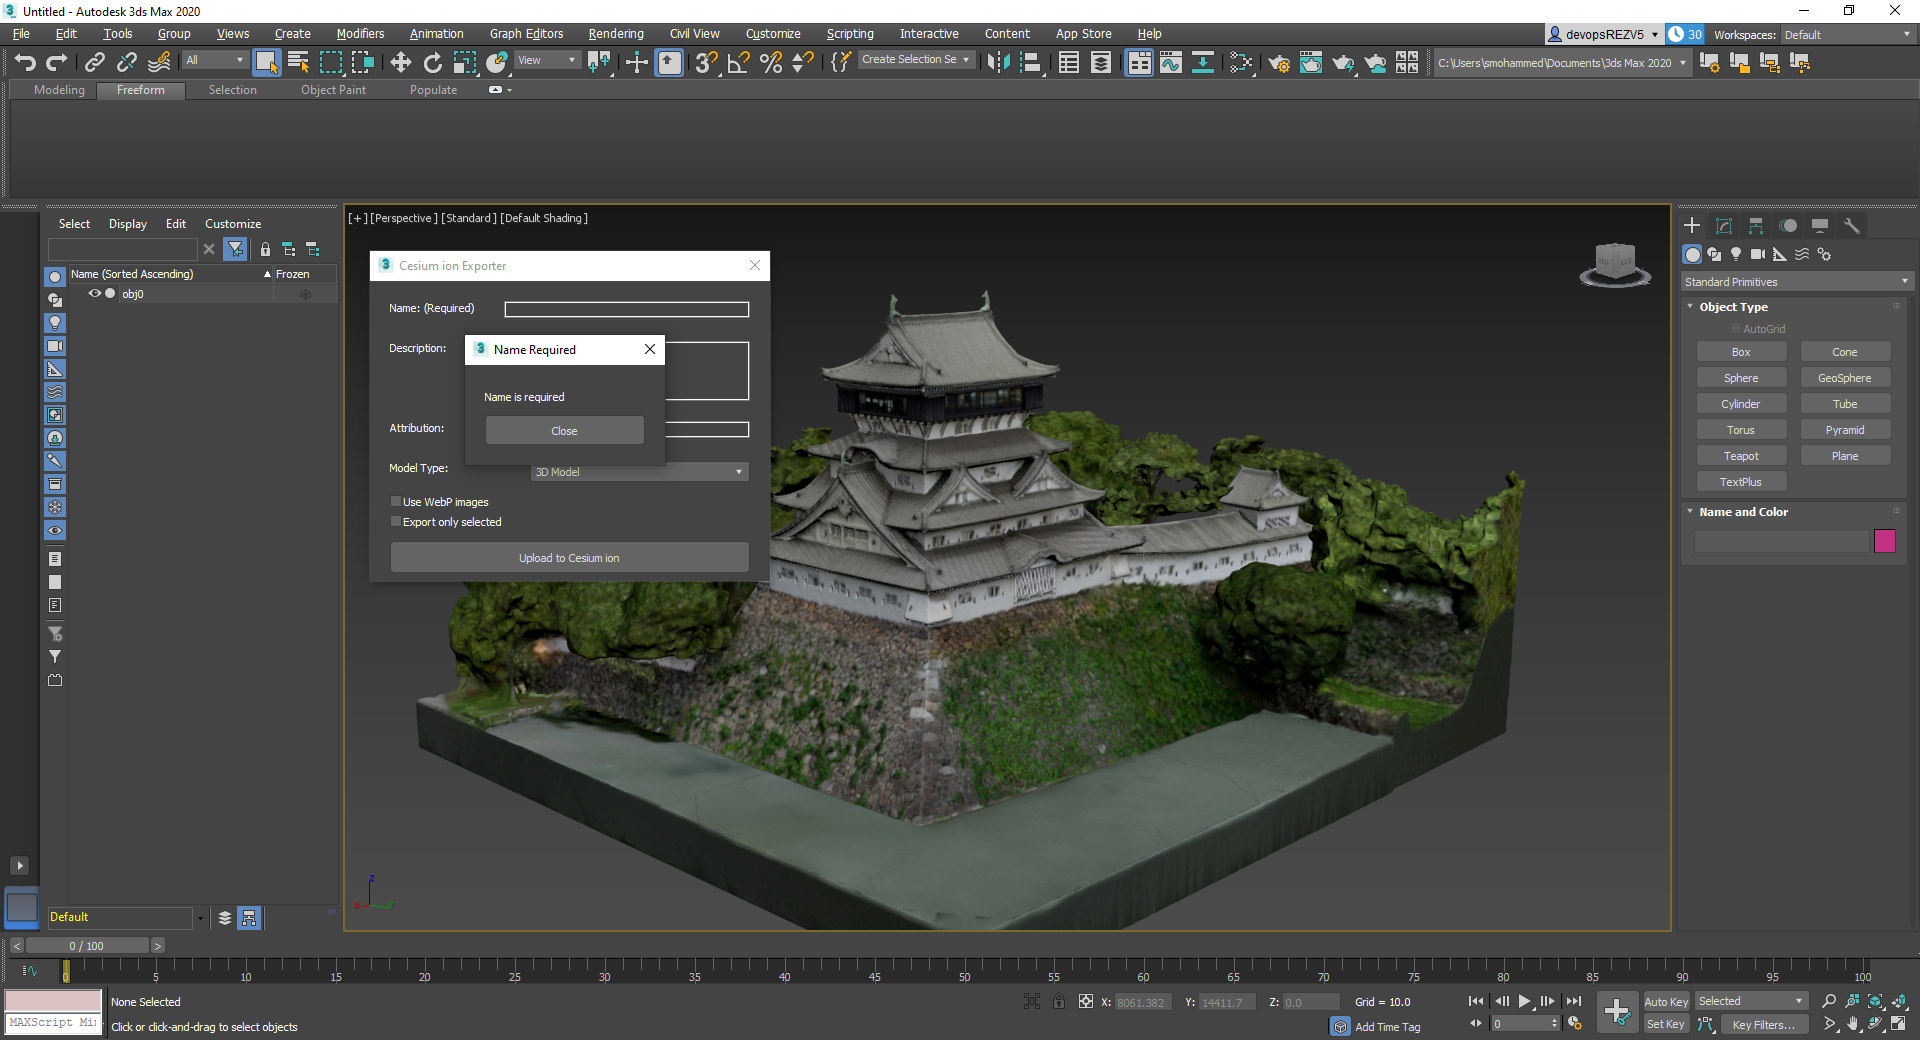 Untitled - Autodesk 3ds Max 2020
File Edit Tools Group Views Create Modifiers Animation Graph Editors Rendering Civil View Customize Scripting Interactive Content App Store Help
devopsREZV5 30 Workspaces: Default
All View Create Selection Se C:\Users\smohammed\Documents\3ds Max 2020
Modeling Freeform Selection Object Paint Populate
Select Display Edit Customize
Name (Sorted Ascending) Frozen
obj0
[+] [Perspective] [Standard] [Default Shading]
Cesium ion Exporter
Name: (Required)
Description:
Name Required
Name is required
Close
Attribution:
Model Type: 3D Model
Use WebP images
Export only selected
Upload to Cesium ion
Standard Primitives
Object Type
AutoGrid
Box Cone
Sphere GeoSphere
Cylinder Tube
Torus Pyramid
Teapot Plane
TextPlus
Name and Color
z
x y
Default
< 0 / 100 >
0 5 10 15 20 25 30 35 40 45 50 55 60 65 70 75 80 85 90 95 100
None Selected X: 8061.382 Y: 14411.7 Z: 0.0 Grid = 10.0 Auto Key Selected
MAXScript Mi
Click or click-and-drag to select objects Add Time Tag 0 Set Key Key Filters...